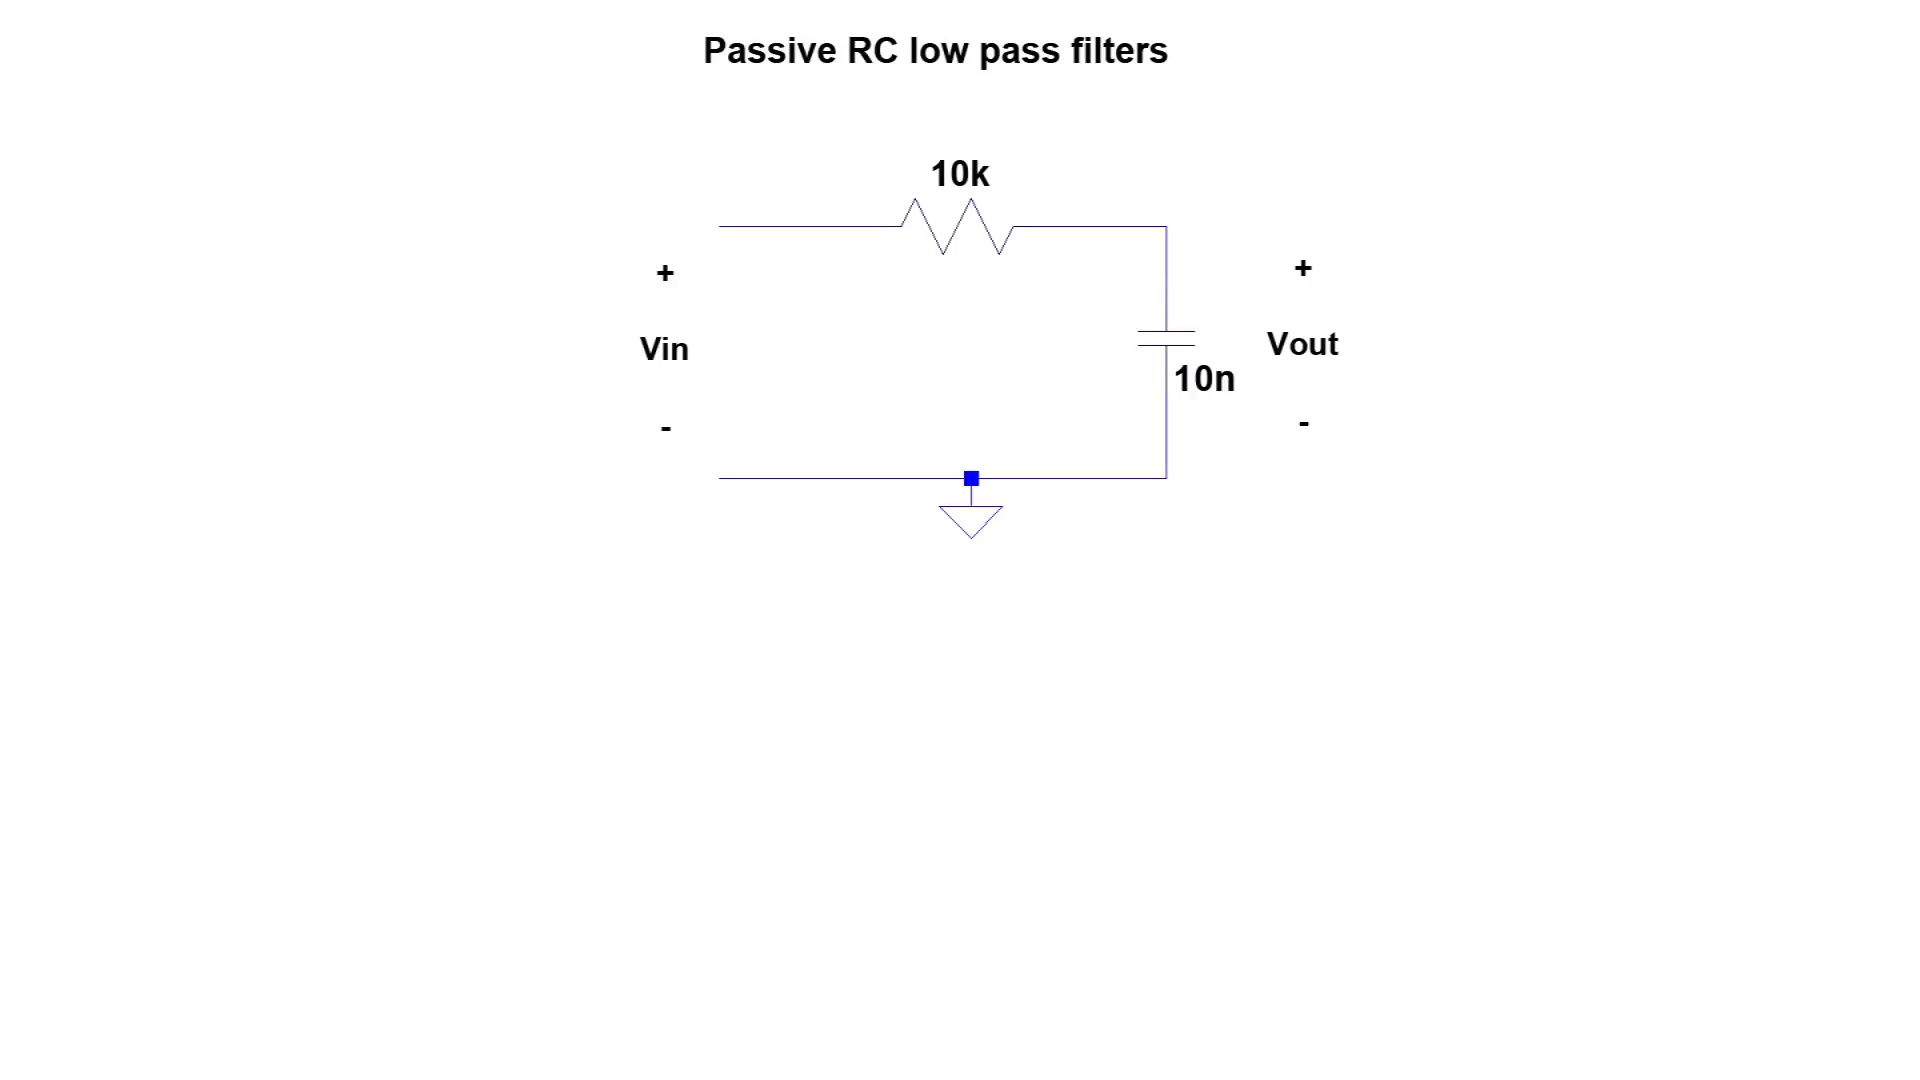 Passive RC low pass filters
10k
+
+
Vin
Vout
10n
-
-